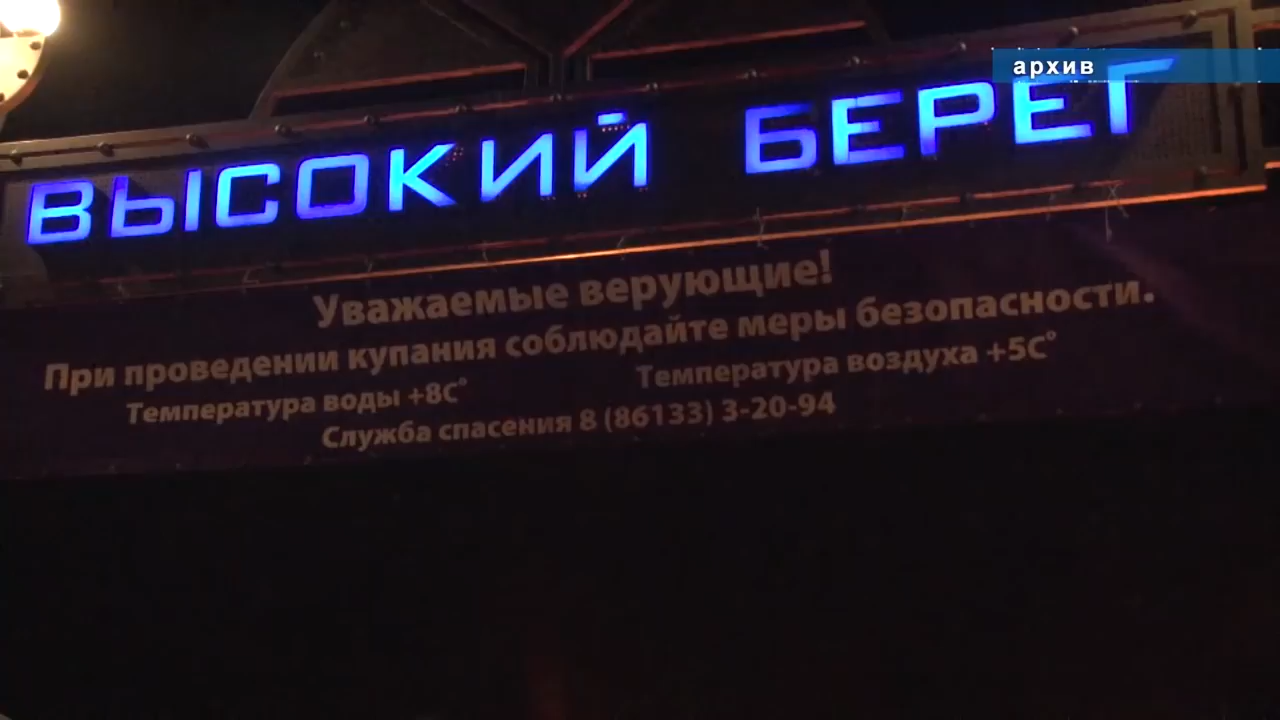 архив
ВЫСОКИЙ БЕРЕГ
Уважаемые верующие!
При проведении купания соблюдайте меры безопасности.
Температура воды +8С° Температура воздуха +5С°
Служба спасения 8 (86133) 3-20-94